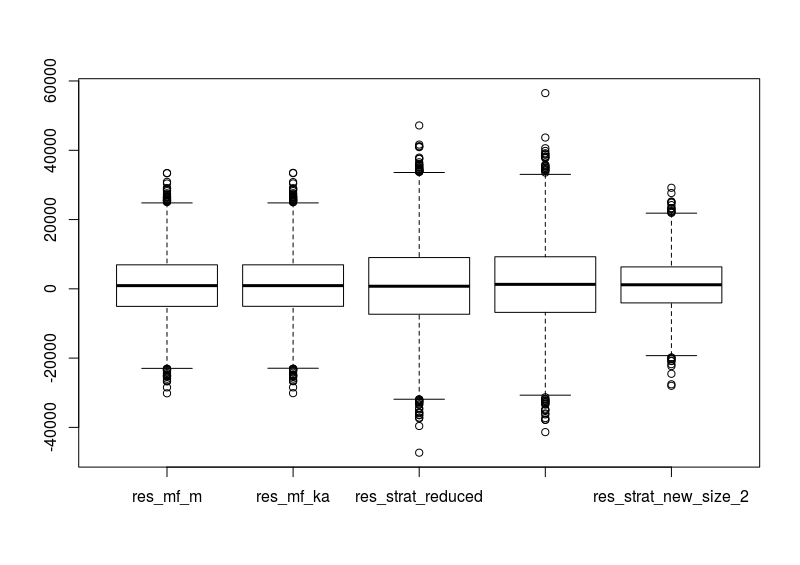 60000
40000
20000
0
-20000
-40000
res_mf_m
res_mf_ka
res_strat_reduced
res_strat_new_size_2